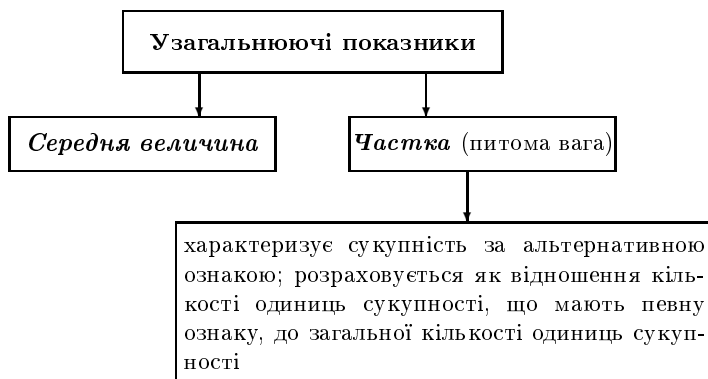 Узагальнюючі показники
Середня величина
Частка (питома вага)
характеризує сукупність за альтернативною
ознакою; розраховується як відношення кіль-
кості одиниць сукупності, що мають певну
ознаку, до загальної кількості одиниць сукуп-
ності